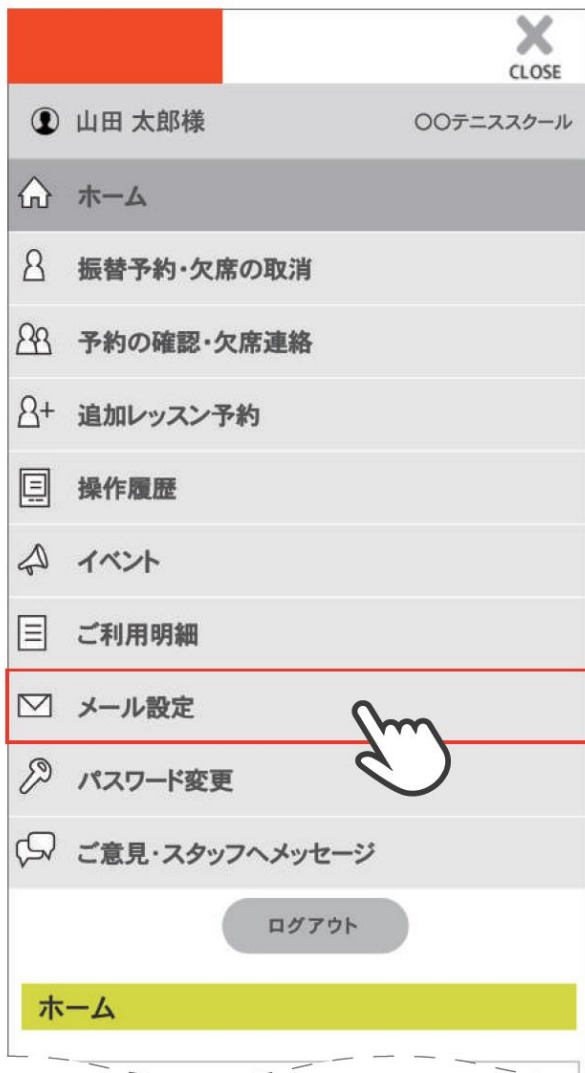 CLOSE
山田 太郎様 〇〇テニススクール
ホーム
振替予約・欠席の取消
予約の確認・欠席連絡
追加レッスン予約
操作履歴
イベント
ご利用明細
メール設定
パスワード変更
ご意見・スタッフへメッセージ
ログアウト
ホーム